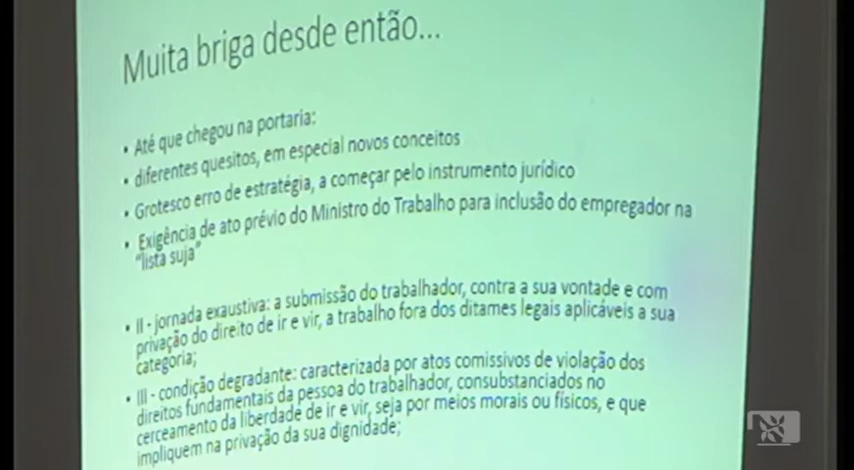 Muita briga desde então...
• Até que chegou na portaria:
• diferentes quesitos, em especial novos conceitos
• Grotesco erro de estratégia, a começar pelo instrumento jurídico
• Exigência de ato prévio do Ministro do Trabalho para inclusão do empregador na
"lista suja"
• II - jornada exaustiva: a submissão do trabalhador, contra a sua vontade e com
privação do direito de ir e vir, a trabalho fora dos ditames legais aplicáveis a sua
categoria;
• III - condição degradante: caracterizada por atos comissivos de violação dos
direitos fundamentais da pessoa do trabalhador, consubstanciados no
cerceamento da liberdade de ir e vir, seja por meios morais ou físicos, e que
impliquem na privação da sua dignidade;